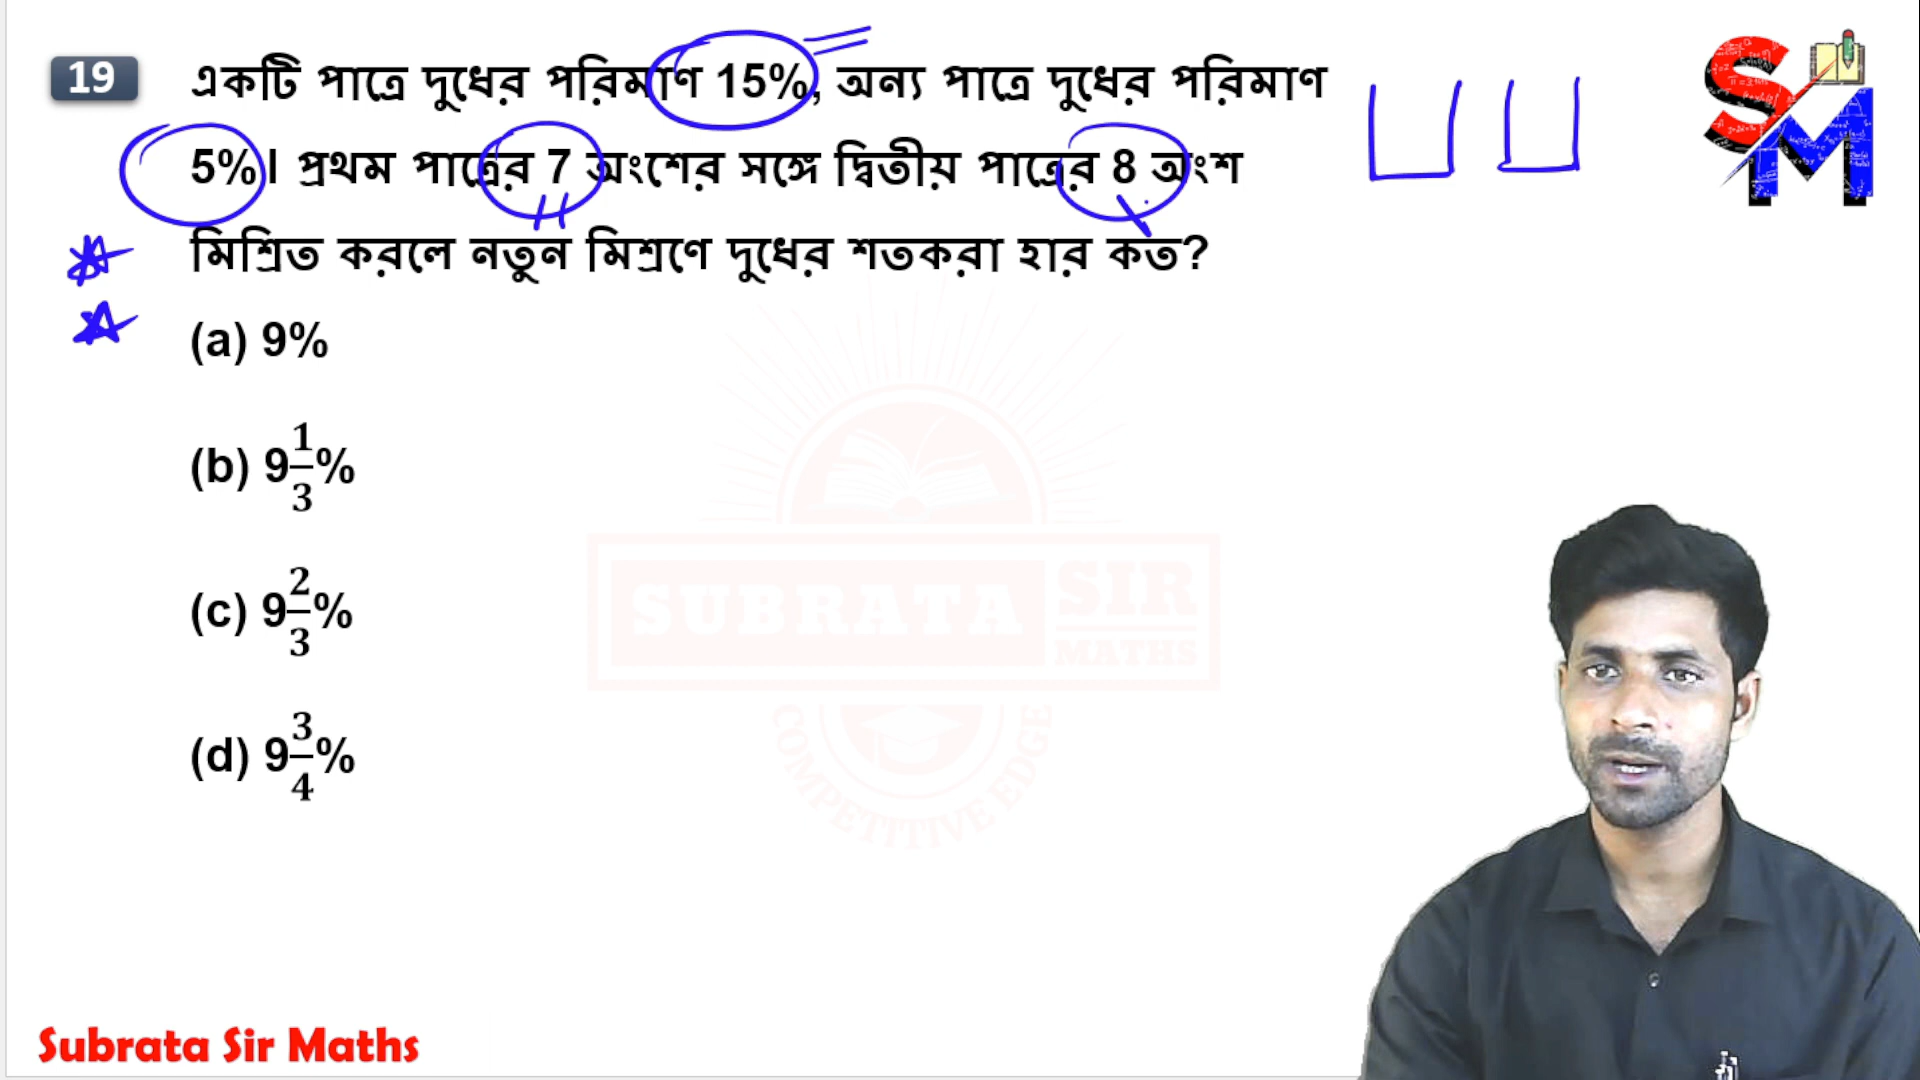 19
একটি পাত্রে দুধের পরিমাণ 15%, অন্য পাত্রে দুধের পরিমাণ
5%। প্রথম পাত্রের 7 অংশের সঙ্গে দ্বিতীয় পাত্রের 8 অংশ
মিশ্রিত করলে নতুন মিশ্রণে দুধের শতকরা হার কত?
(a) 9%
(b) 9 1/3 %
(c) 9 2/3 %
(d) 9 3/4 %
SM
SUBRATA SIR MATHS
COMPETITIVE EDGE
Subrata Sir Maths